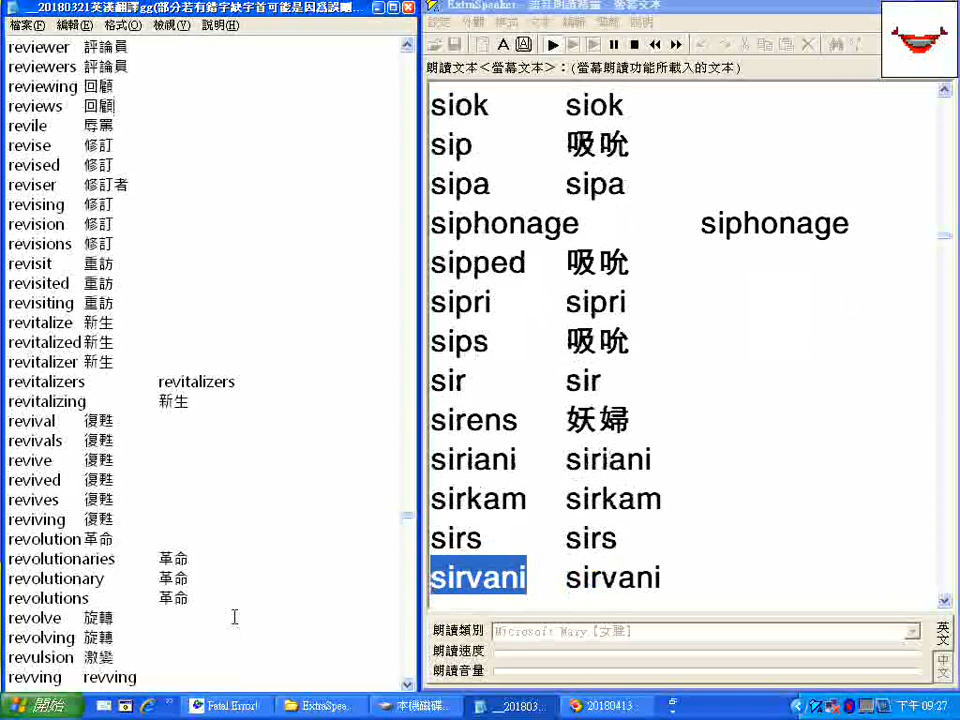 __20180321英漢翻譯gg(部分若有錯字缺字首可能是因為誤刪...
檔案(F) 編輯(E) 格式(O) 檢視(V) 說明(H)
reviewer 評論員
reviewers 評論員
reviewing 回顧
reviews 回顧
revile 辱罵
revise 修訂
revised 修訂
reviser 修訂者
revising 修訂
revision 修訂
revisions 修訂
revisit 重訪
revisited 重訪
revisiting 重訪
revitalize 新生
revitalized 新生
revitalizer 新生
revitalizers revitalizers
revitalizing 新生
revival 復甦
revivals 復甦
revive 復甦
revived 復甦
revives 復甦
reviving 復甦
revolution 革命
revolutionaries 革命
revolutionary 革命
revolutions 革命
revolve 旋轉
revolving 旋轉
revulsion 激變
revving revving
朗讀文本<螢幕文本>：(螢幕朗讀功能所載入的文本)
siok siok
sip 吸吮
sipa sipa
siphonage siphonage
sipped 吸吮
sipri sipri
sips 吸吮
sir sir
sirens 妖婦
siriani siriani
sirkam sirkam
sirs sirs
sirvani sirvani
朗讀類別 Microsoft Mary【女聲】
朗讀速度
朗讀音量
英文
中文
開始
Fatal Error!
ExtraSpea...
本機磁碟...
__201803...
20180413...
下午 09:27